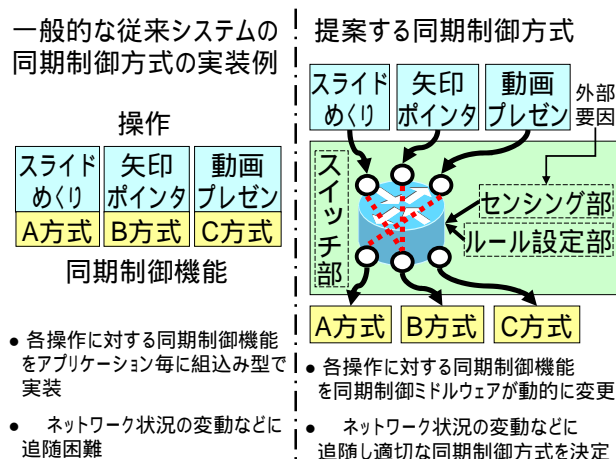 一般的な従来システムの
同期制御方式の実装例
操作
スライド
めくり
矢印
ポインタ
動画
プレゼン
A方式
B方式
C方式
同期制御機能
● 各操作に対する同期制御機能
をアプリケーション毎に組込み型で
実装
● ネットワーク状況の変動などに
追随困難
提案する同期制御方式
スライド
めくり
矢印
ポインタ
動画
プレゼン
外部
要因
スイッチ部
センシング部
ルール設定部
A方式
B方式
C方式
● 各操作に対する同期制御機能
を同期制御ミドルウェアが動的に変更
● ネットワーク状況の変動などに
追随し適切な同期制御方式を決定